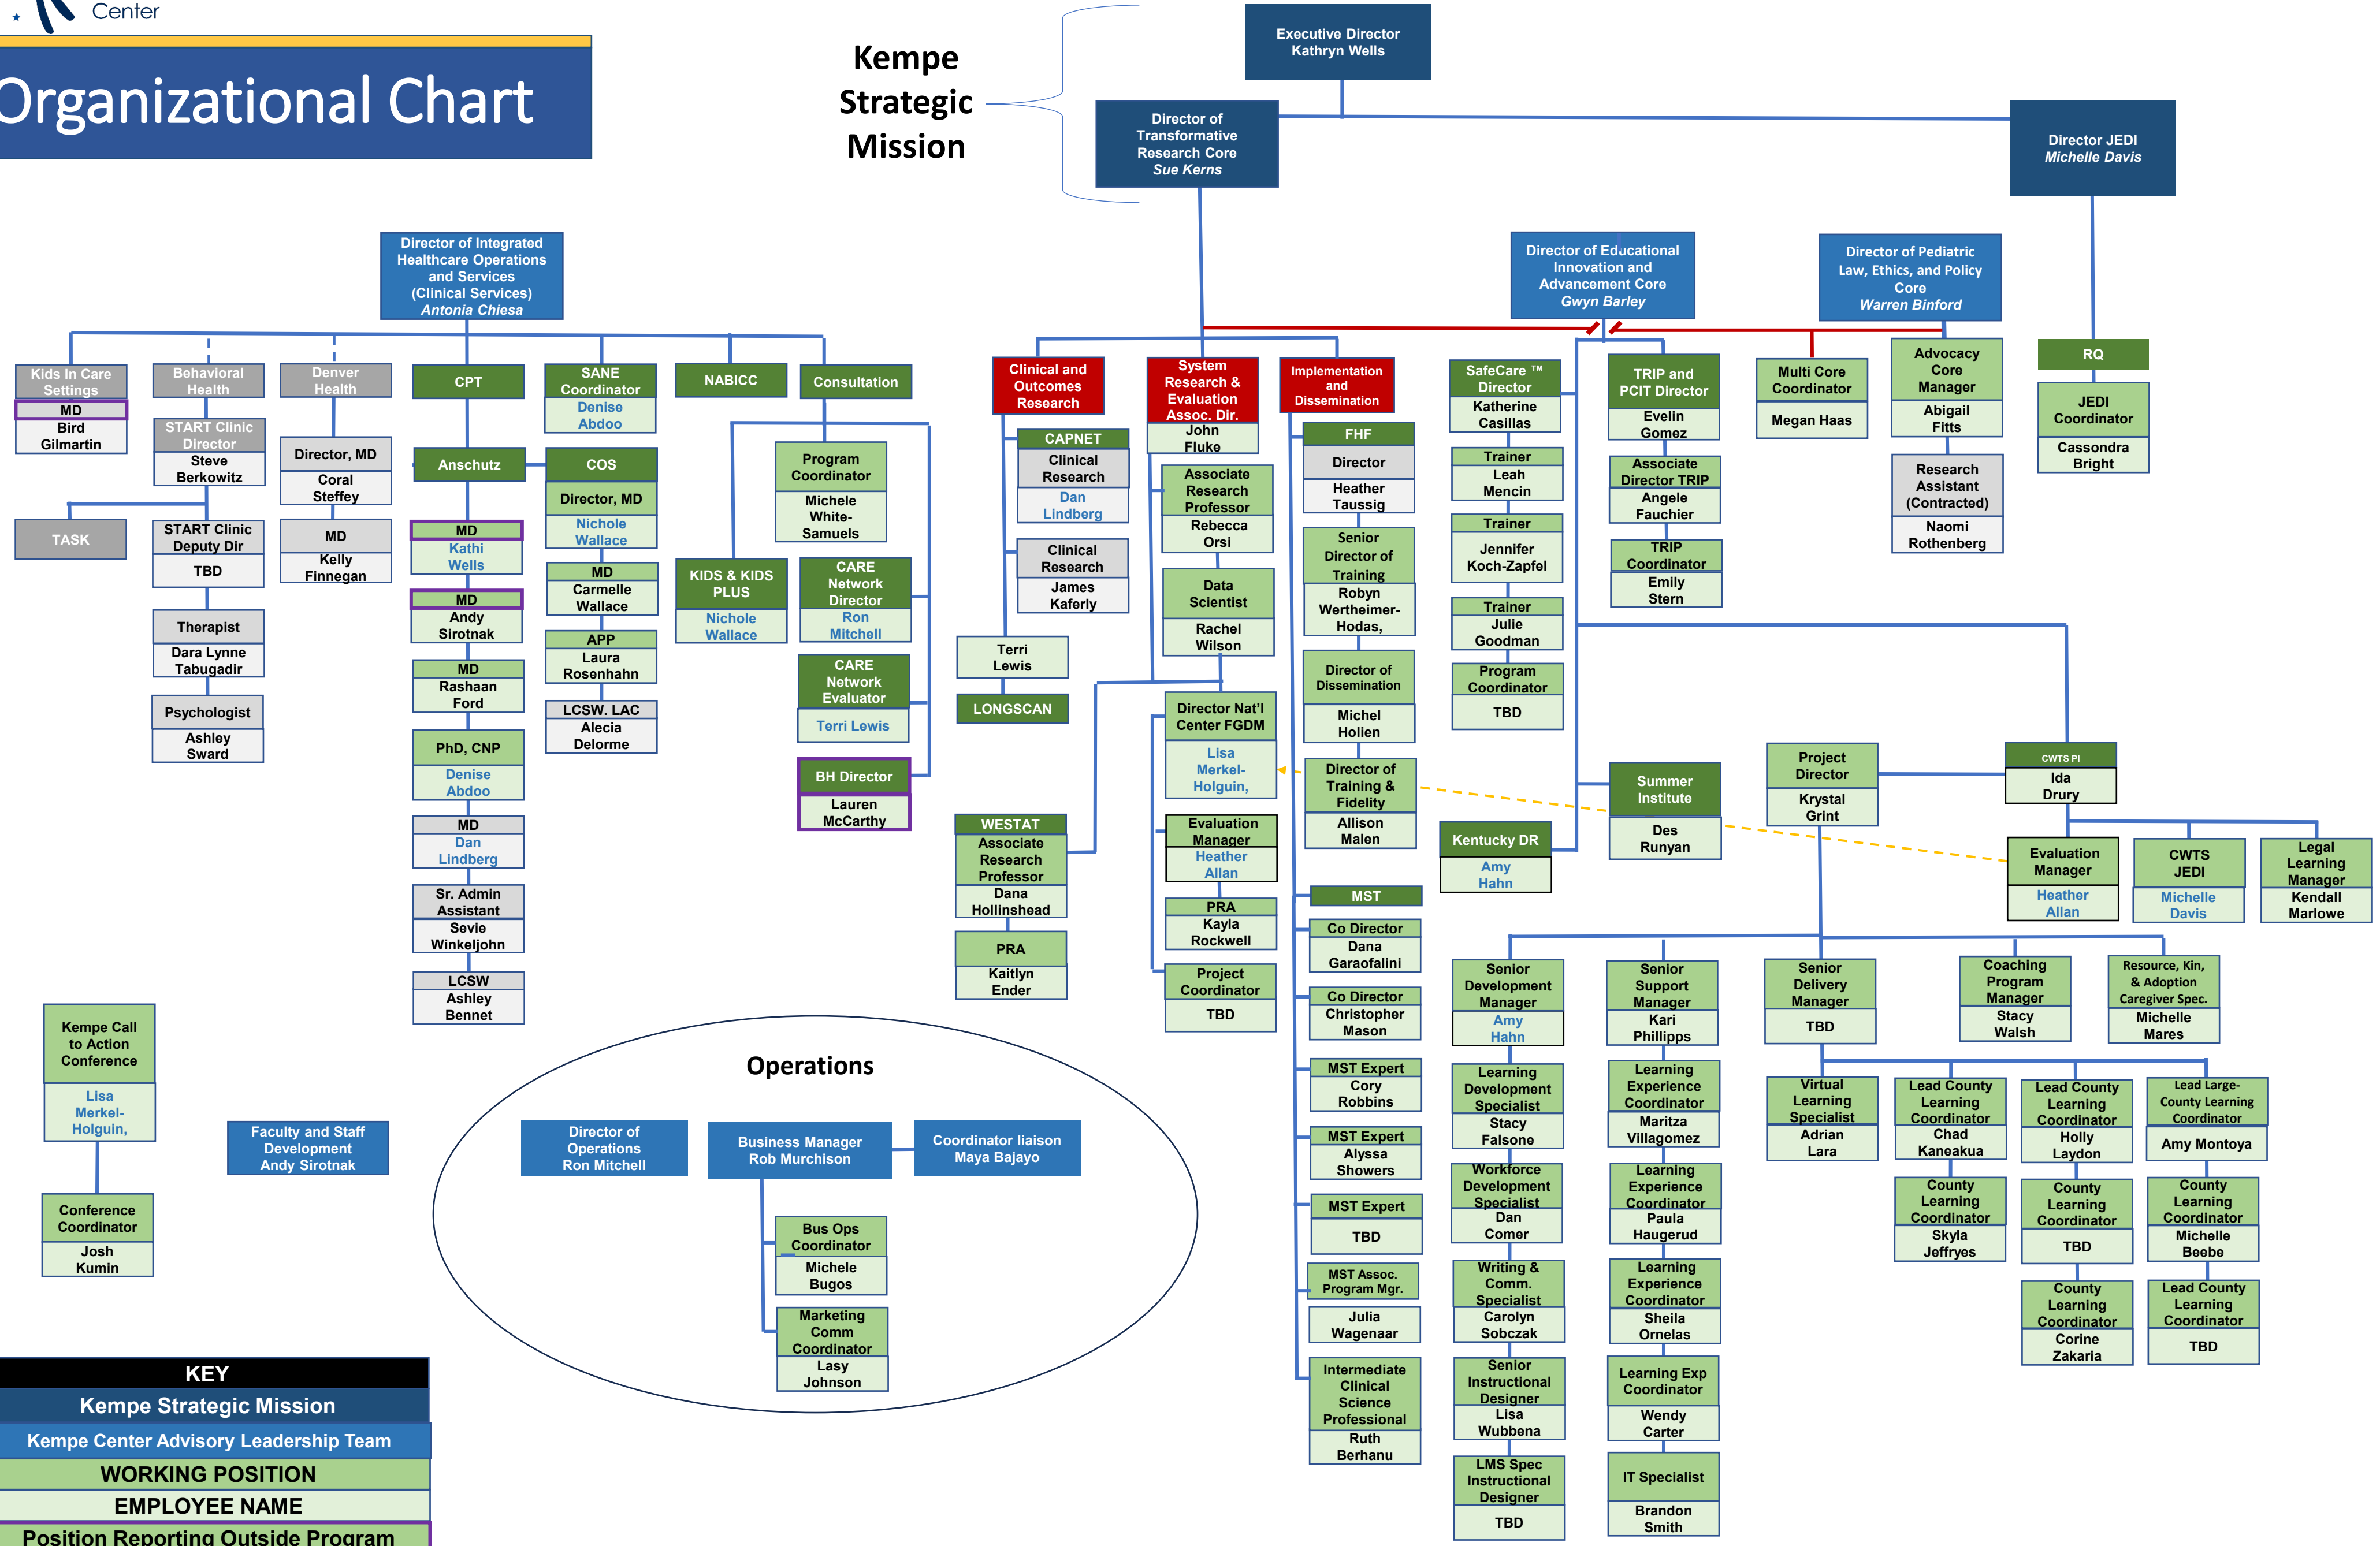 Center
Organizational Chart
Kempe
Strategic
Mission
Executive Director
Kathryn Wells
Director of
Transformative
Research Core
Sue Kerns
Director JEDI
Michelle Davis
Director of Integrated
Healthcare Operations
and Services
(Clinical Services)
Antonia Chiesa
Director of Educational
Innovation and
Advancement Core
Gwyn Barley
Director of Pediatric
Law, Ethics, and Policy
Core
Warren Binford
Kids In Care
Settings
MD
Bird
Gilmartin
TASK
Behavioral
Health
START Clinic
Director
Steve
Berkowitz
START Clinic
Deputy Dir
TBD
Therapist
Dara Lynne
Tabugadir
Psychologist
Ashley
Sward
Denver
Health
Director, MD
Coral
Steffey
MD
Kelly
Finnegan
CPT
Anschutz
MD
Kathi
Wells
MD
Andy
Sirotnak
MD
Rashaan
Ford
PhD, CNP
Denise
Abdoo
MD
Dan
Lindberg
Sr. Admin
Assistant
Sevie
Winkeljohn
LCSW
Ashley
Bennet
SANE
Coordinator
Denise
Abdoo
COS
Director, MD
Nichole
Wallace
MD
Carmelle
Wallace
APP
Laura
Rosenhahn
LCSW. LAC
Alecia
Delorme
NABICC
Consultation
Program
Coordinator
Michele
White-
Samuels
KIDS & KIDS
PLUS
Nichole
Wallace
CARE
Network
Director
Ron
Mitchell
CARE
Network
Evaluator
Terri Lewis
BH Director
Lauren
McCarthy
Clinical and
Outcomes
Research
CAPNET
Clinical
Research
Dan
Lindberg
Clinical
Research
James
Kaferly
Terri
Lewis
LONGSCAN
WESTAT
Associate
Research
Professor
Dana
Hollinshead
PRA
Kaitlyn
Ender
System
Research &
Evaluation
Assoc. Dir.
John
Fluke
Associate
Research
Professor
Rebecca
Orsi
Data
Scientist
Rachel
Wilson
Director Nat'l
Center FGDM
Lisa
Merkel-
Holguin,
Evaluation
Manager
Heather
Allan
PRA
Kayla
Rockwell
Project
Coordinator
TBD
Implementation
and
Dissemination
FHF
Director
Heather
Taussig
Senior
Director of
Training
Robyn
Wertheimer-
Hodas,
Director of
Dissemination
Michel
Holien
Director of
Training &
Fidelity
Allison
Malen
MST
Co Director
Dana
Garaofalini
Co Director
Christopher
Mason
MST Expert
Cory
Robbins
MST Expert
Alyssa
Showers
MST Expert
TBD
MST Assoc.
Program Mgr.
Julia
Wagenaar
Intermediate
Clinical
Science
Professional
Ruth
Berhanu
SafeCare ™
Director
Katherine
Casillas
Trainer
Leah
Mencin
Trainer
Jennifer
Koch-Zapfel
Trainer
Julie
Goodman
Program
Coordinator
TBD
Kentucky DR
Amy
Hahn
TRIP and
PCIT Director
Evelin
Gomez
Associate
Director TRIP
Angele
Fauchier
TRIP
Coordinator
Emily
Stern
Summer
Institute
Des
Runyan
Multi Core
Coordinator
Megan Haas
Advocacy
Core
Manager
Abigail
Fitts
Research
Assistant
(Contracted)
Naomi
Rothenberg
RQ
JEDI
Coordinator
Cassondra
Bright
Project
Director
Krystal
Grint
CWTS PI
Ida
Drury
Evaluation
Manager
Heather
Allan
CWTS
JEDI
Michelle
Davis
Legal
Learning
Manager
Kendall
Marlowe
Senior
Development
Manager
Amy
Hahn
Learning
Development
Specialist
Stacy
Falsone
Workforce
Development
Specialist
Dan
Comer
Writing &
Comm.
Specialist
Carolyn
Sobczak
Senior
Instructional
Designer
Lisa
Wubbena
LMS Spec
Instructional
Designer
TBD
Senior
Support
Manager
Kari
Phillipps
Learning
Experience
Coordinator
Maritza
Villagomez
Learning
Experience
Coordinator
Paula
Haugerud
Learning
Experience
Coordinator
Sheila
Ornelas
Learning Exp
Coordinator
Wendy
Carter
IT Specialist
Brandon
Smith
Senior
Delivery
Manager
TBD
Coaching
Program
Manager
Stacy
Walsh
Resource, Kin,
& Adoption
Caregiver Spec.
Michelle
Mares
Virtual
Learning
Specialist
Adrian
Lara
Lead County
Learning
Coordinator
Chad
Kaneakua
County
Learning
Coordinator
Skyla
Jeffryes
Lead County
Learning
Coordinator
Holly
Laydon
County
Learning
Coordinator
TBD
County
Learning
Coordinator
Corine
Zakaria
Lead Large-
County Learning
Coordinator
Amy Montoya
County
Learning
Coordinator
Michelle
Beebe
Lead County
Learning
Coordinator
TBD
Kempe Call
to Action
Conference
Lisa
Merkel-
Holguin,
Conference
Coordinator
Josh
Kumin
Faculty and Staff
Development
Andy Sirotnak
Operations
Director of
Operations
Ron Mitchell
Business Manager
Rob Murchison
Coordinator liaison
Maya Bajayo
Bus Ops
Coordinator
Michele
Bugos
Marketing
Comm
Coordinator
Lasy
Johnson
KEY
Kempe Strategic Mission
Kempe Center Advisory Leadership Team
WORKING POSITION
EMPLOYEE NAME
Position Reporting Outside Program